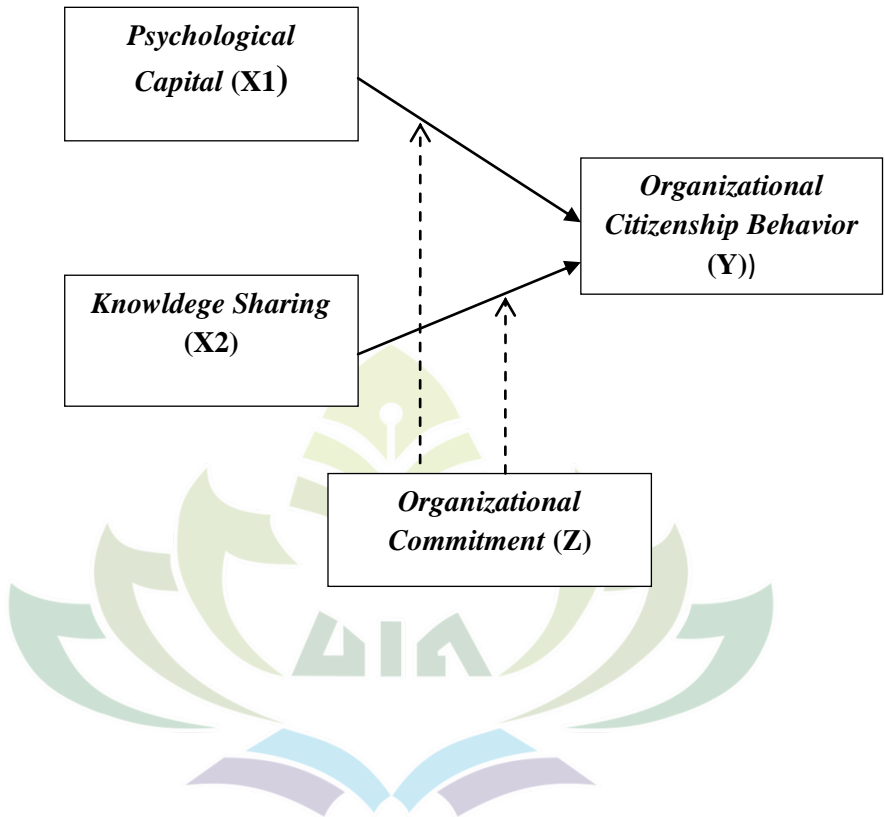 Psychological
Capital (X1)
Organizational
Citizenship Behavior
(Y))
Knowldege Sharing
(X2)
Organizational
Commitment (Z)